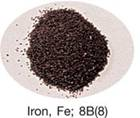 Iron, Fe; 8B(8)